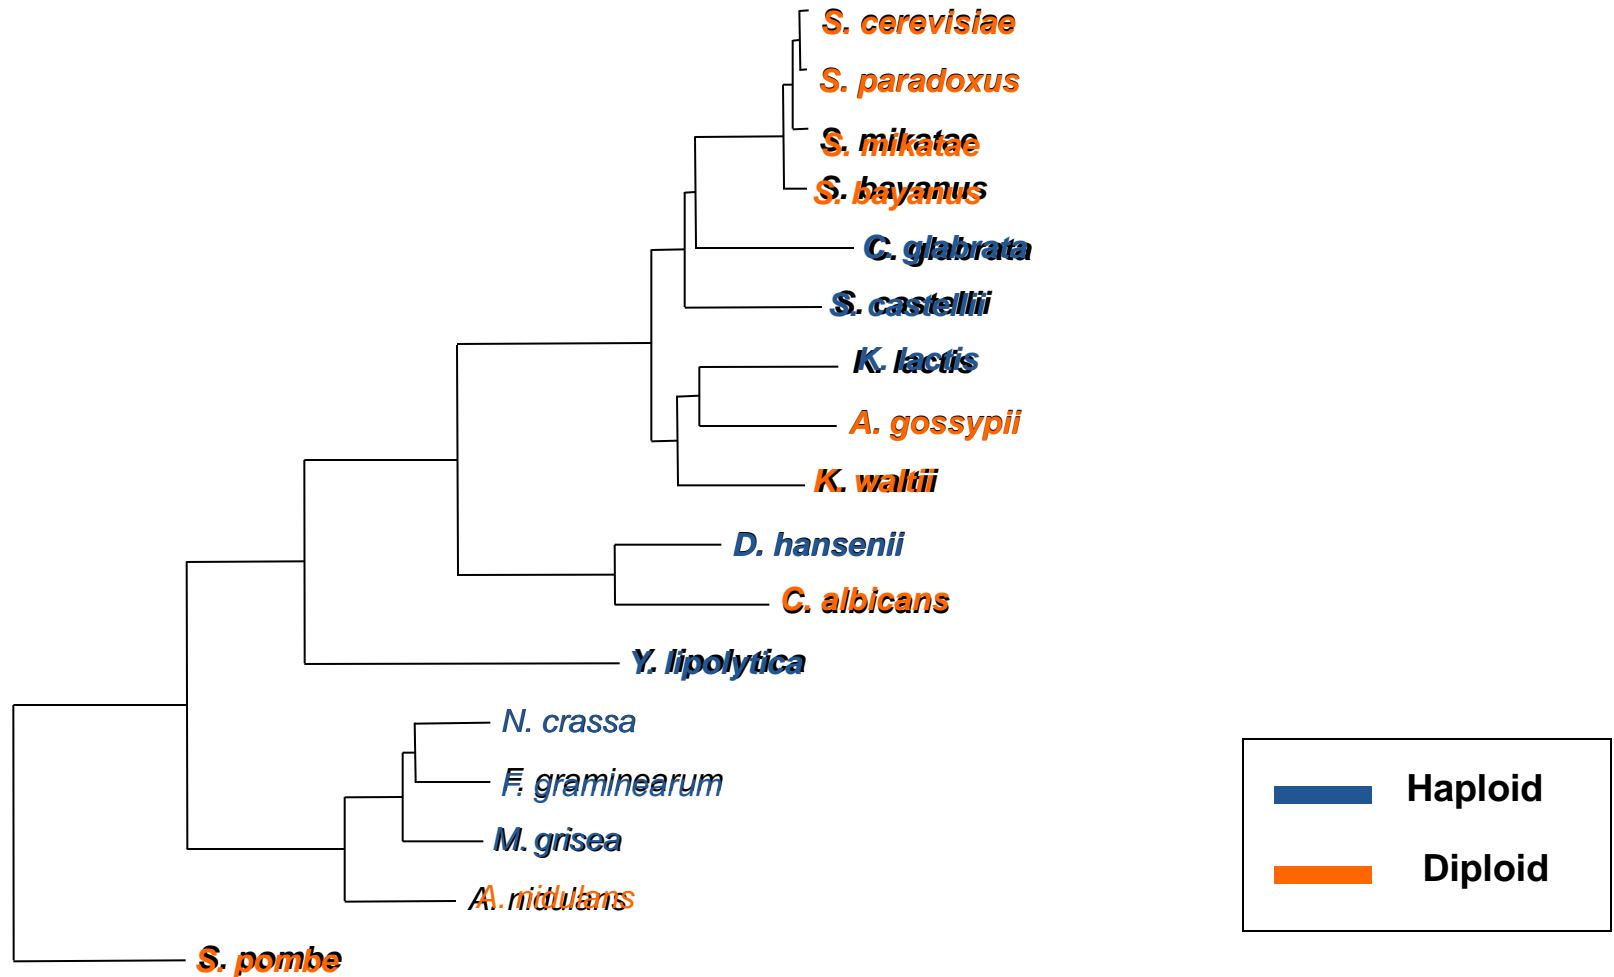 S. cerevisiae
S. paradoxus
S. mikatae
S. bayanus
C. glabrata
S. castellii
K. lactis
A. gossypii
K. waltii
D. hansenii
C. albicans
Y. lipolytica
N. crassa
F. graminearum
M. grisea
A. nidulans
S. pombe
Haploid
Diploid